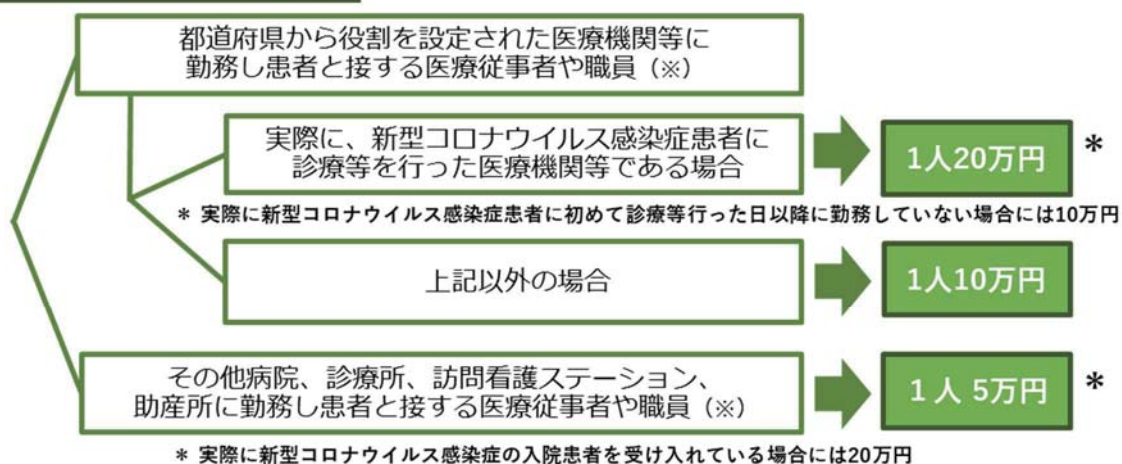 都道府県から役割を設定された医療機関等に
勤務し患者と接する医療従事者や職員（※）
実際に、新型コロナウイルス感染症患者に
診療等を行った医療機関等である場合
1人20万円 *
* 実際に新型コロナウイルス感染症患者に初めて診療等行った日以降に勤務していない場合には10万円
上記以外の場合
1人10万円
その他病院、診療所、訪問看護ステーション、
助産所に勤務し患者と接する医療従事者や職員（※）
1人 5万円 *
* 実際に新型コロナウイルス感染症の入院患者を受け入れている場合には20万円